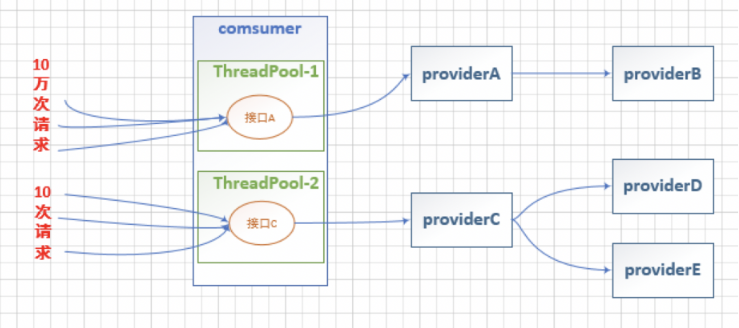 comsumer
ThreadPool-1
10
万
次
请
求
接口A
providerA
providerB
ThreadPool-2
10
次
请
求
接口C
providerC
providerD
providerE